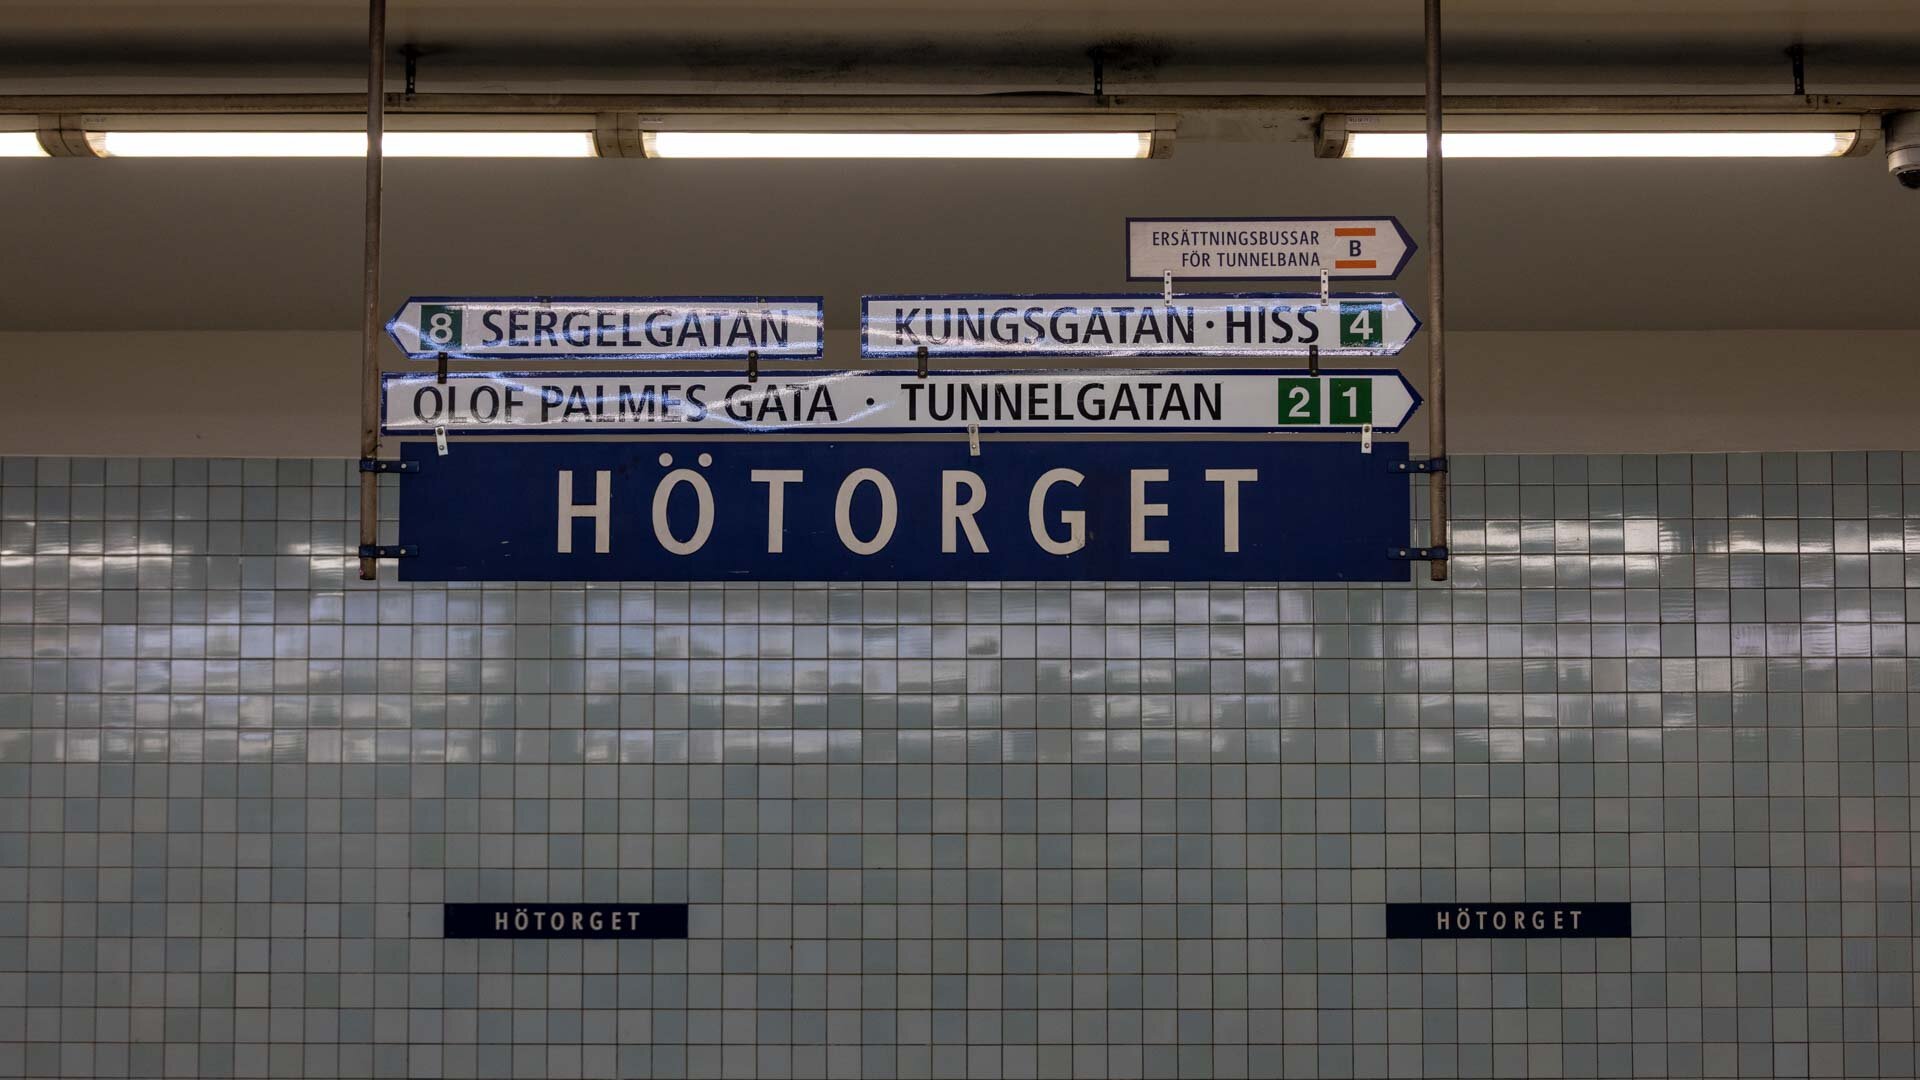 ERSÄTTNINGSBUSSAR
FÖR TUNNELBANA B
8 SERGELGATAN
KUNGSGATAN · HISS 4
OLOF PALMES GATA · TUNNELGATAN 2 1
HÖTORGET
HÖTORGET
HÖTORGET